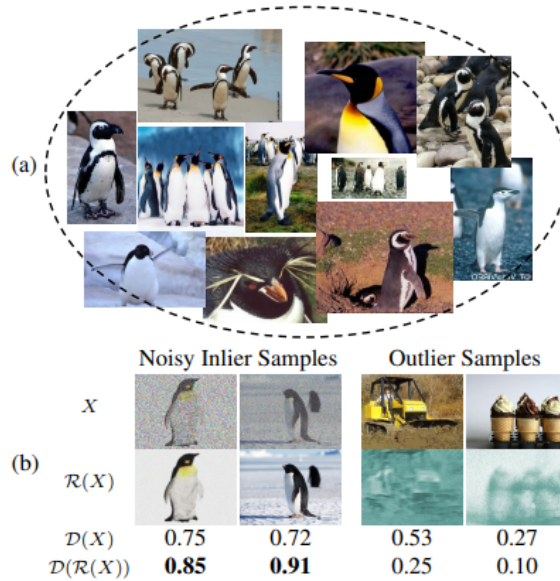 (a)
Noisy Inlier Samples Outlier Samples
X
(b)
R(X)
D(X) 0.75 0.72 0.53 0.27
D(R(X)) 0.85 0.91 0.25 0.10